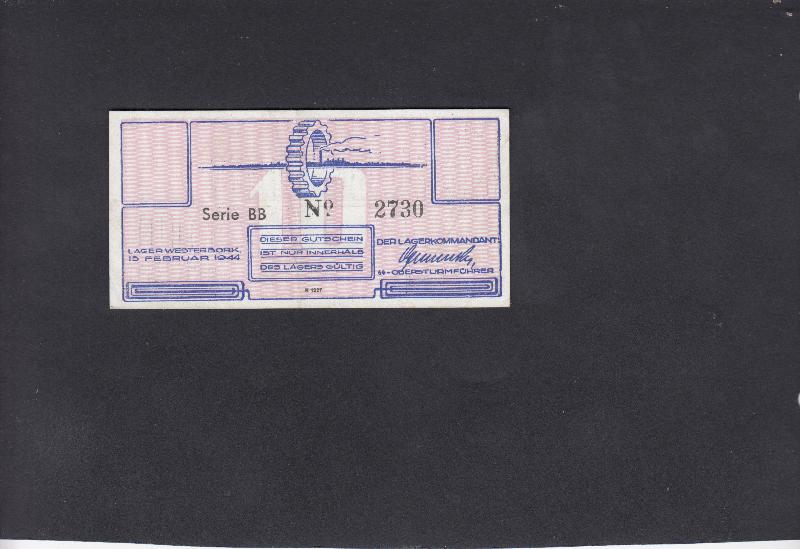 10
Serie BB Nº 2730
LAGER WESTERBORK,
15 FEBRUAR 1944
DIESER GUTSCHEIN
IST NUR INNERHALB
DES LAGERS GÜLTIG
DER LAGERKOMMANDANT:
SS-OBERSTURMFÜHRER